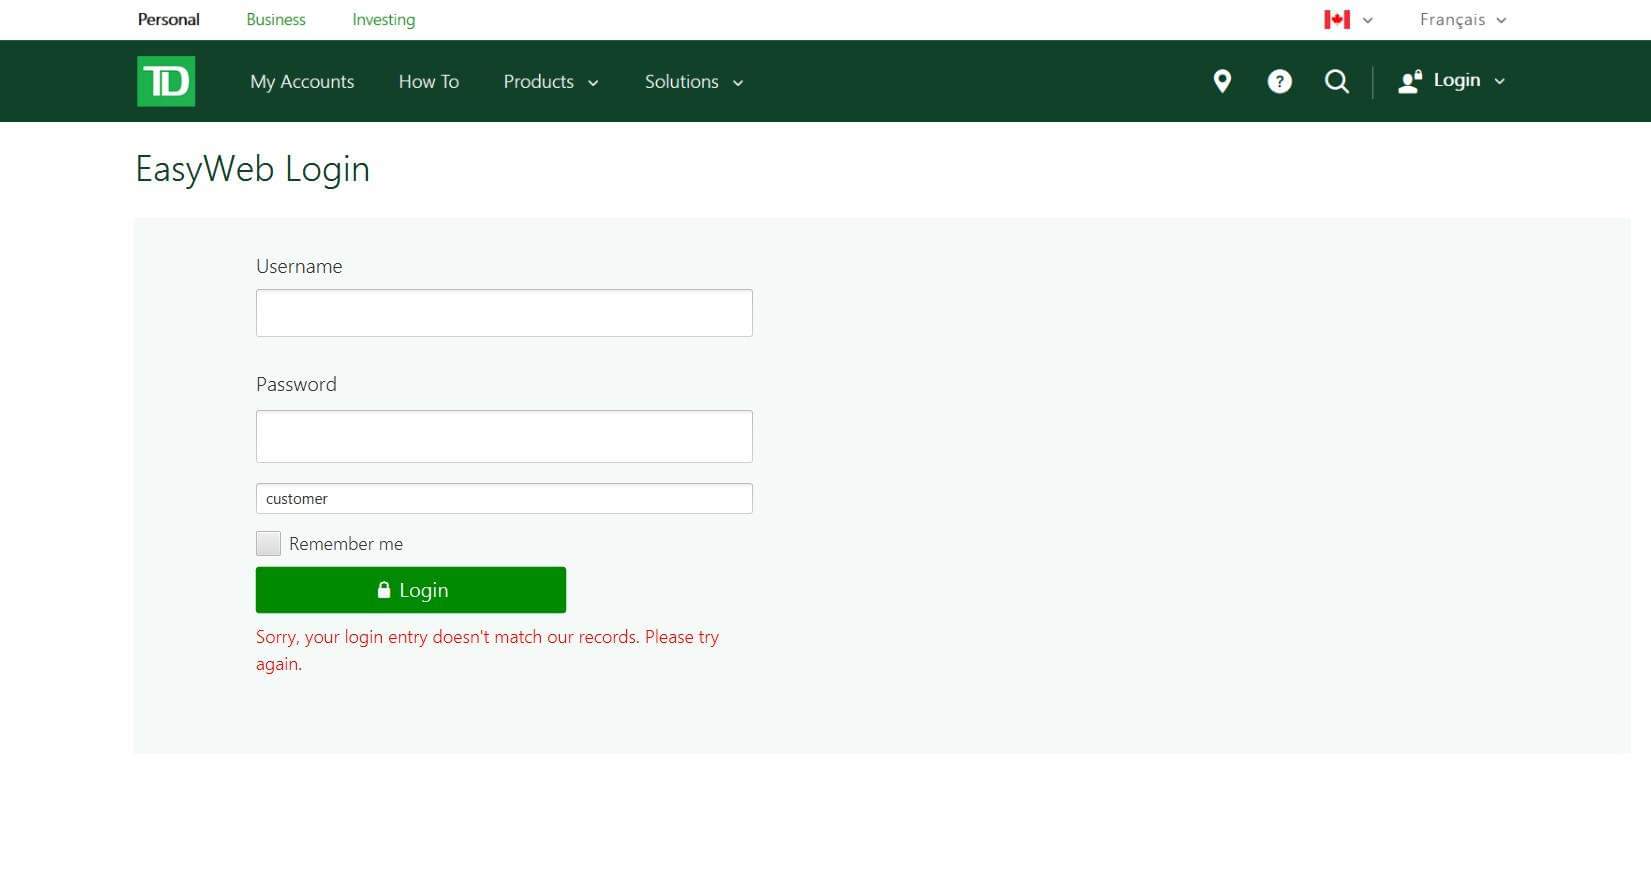 Personal Business Investing Français
TD My Accounts How To Products Solutions ? Login
EasyWeb Login
Username
Password
customer
Remember me
Login
Sorry, your login entry doesn't match our records. Please try
again.